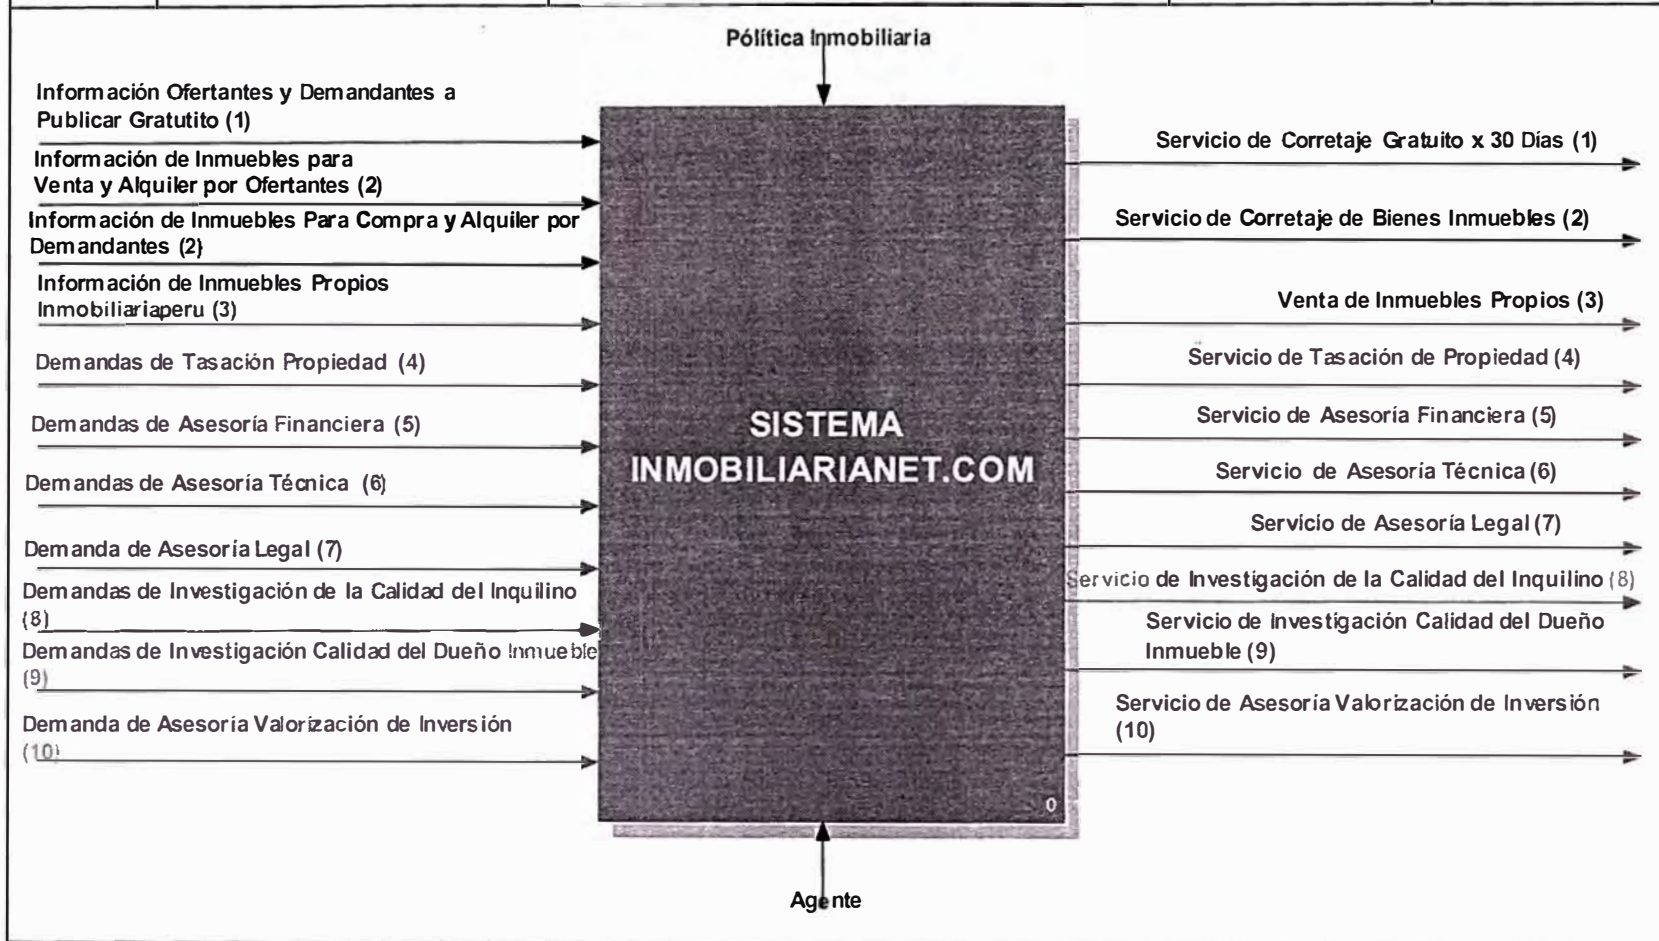 Pólítica Inmobiliaria
Información Ofertantes y Demandantes a
Publicar Gratutito (1)
Información de Inmuebles para
Venta y Alquiler por Ofertantes (2)
Información de Inmuebles Para Compra y Alquiler por
Demandantes (2)
Información de Inmuebles Propios
Inmobiliariaperu (3)
Demandas de Tasación Propiedad (4)
Demandas de Asesoría Financiera (5)
Demandas de Asesoría Técnica (6)
Demanda de Asesoría Legal (7)
Demandas de Investigación de la Calidad del Inquilino
(8)
Demandas de Investigación Calidad del Dueño Inmueble
(9)
Demanda de Asesoría Valorización de Inversión
(10)
SISTEMA
INMOBILIARIANET.COM
0
Servicio de Corretaje Gratuito x 30 Días (1)
Servicio de Corretaje de Bienes Inmuebles (2)
Venta de Inmuebles Propios (3)
Servicio de Tasación de Propiedad (4)
Servicio de Asesoría Financiera (5)
Servicio de Asesoría Técnica (6)
Servicio de Asesoría Legal (7)
Servicio de Investigación de la Calidad del Inquilino (8)
Servicio de Investigación Calidad del Dueño
Inmueble (9)
Servicio de Asesoría Valorización de Inversión
(10)
Agente